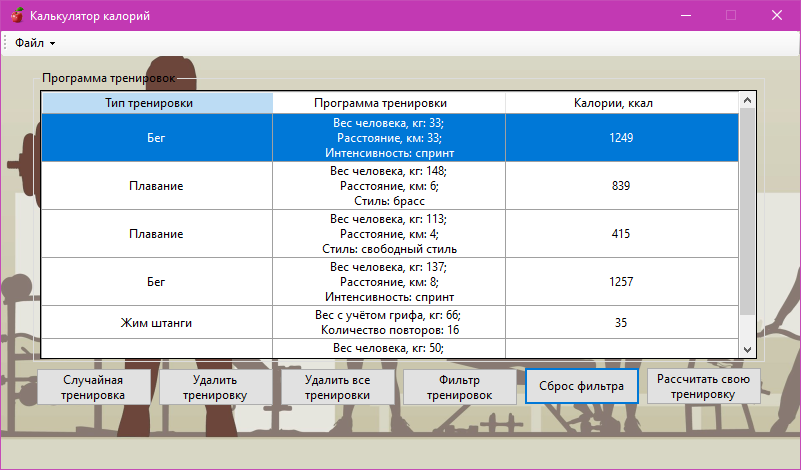 Калькулятор калорий
Файл
Программа тренировок
Тип тренировки Программа тренировки Калории, ккал
Бег
Вес человека, кг: 33;
Расстояние, км: 33;
Интенсивность: спринт
1249
Плавание
Вес человека, кг: 148;
Расстояние, км: 6;
Стиль: брасс
839
Плавание
Вес человека, кг: 113;
Расстояние, км: 4;
Стиль: свободный стиль
415
Бег
Вес человека, кг: 137;
Расстояние, км: 8;
Интенсивность: спринт
1257
Жим штанги
Вес с учётом грифа, кг: 66;
Количество повторов: 16
35
Вес человека, кг: 50;
Случайная
тренировка
Удалить
тренировку
Удалить все
тренировки
Фильтр
тренировок
Сброс фильтра
Рассчитать свою
тренировку